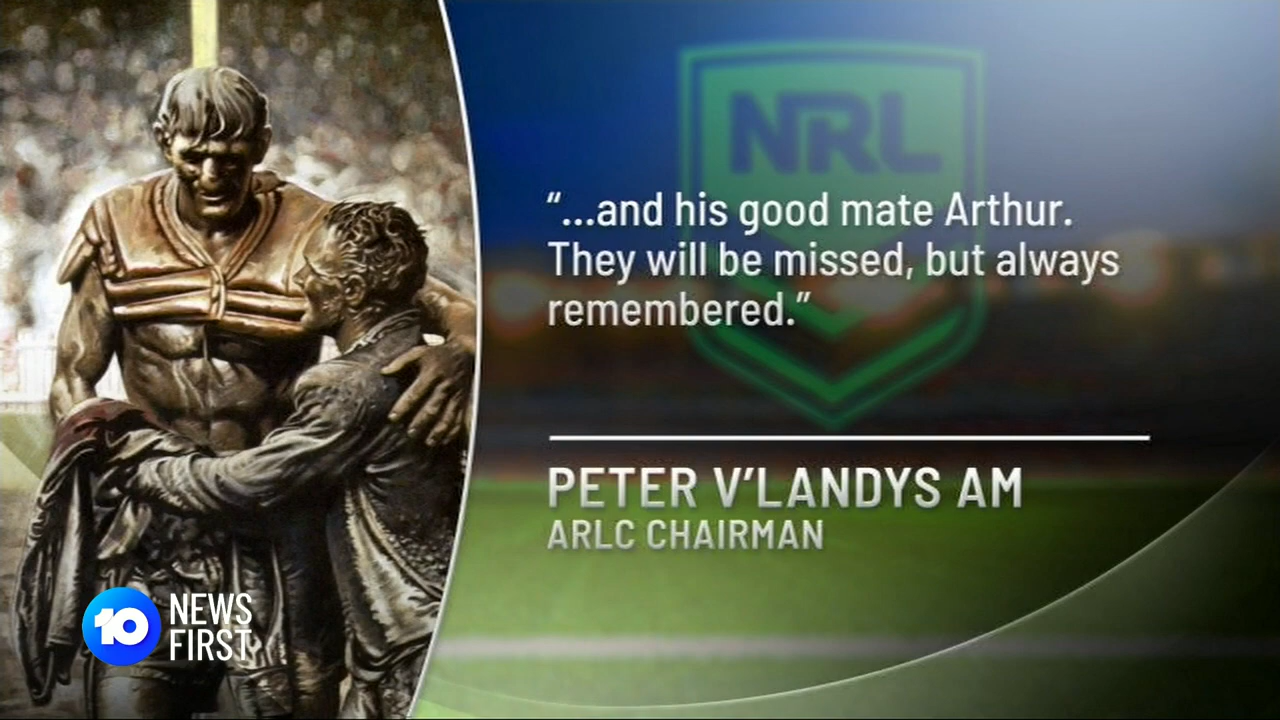 NRL
“...and his good mate Arthur.
They will be missed, but always
remembered.”
PETER V’LANDYS AM
ARLC CHAIRMAN
10 NEWS
FIRST